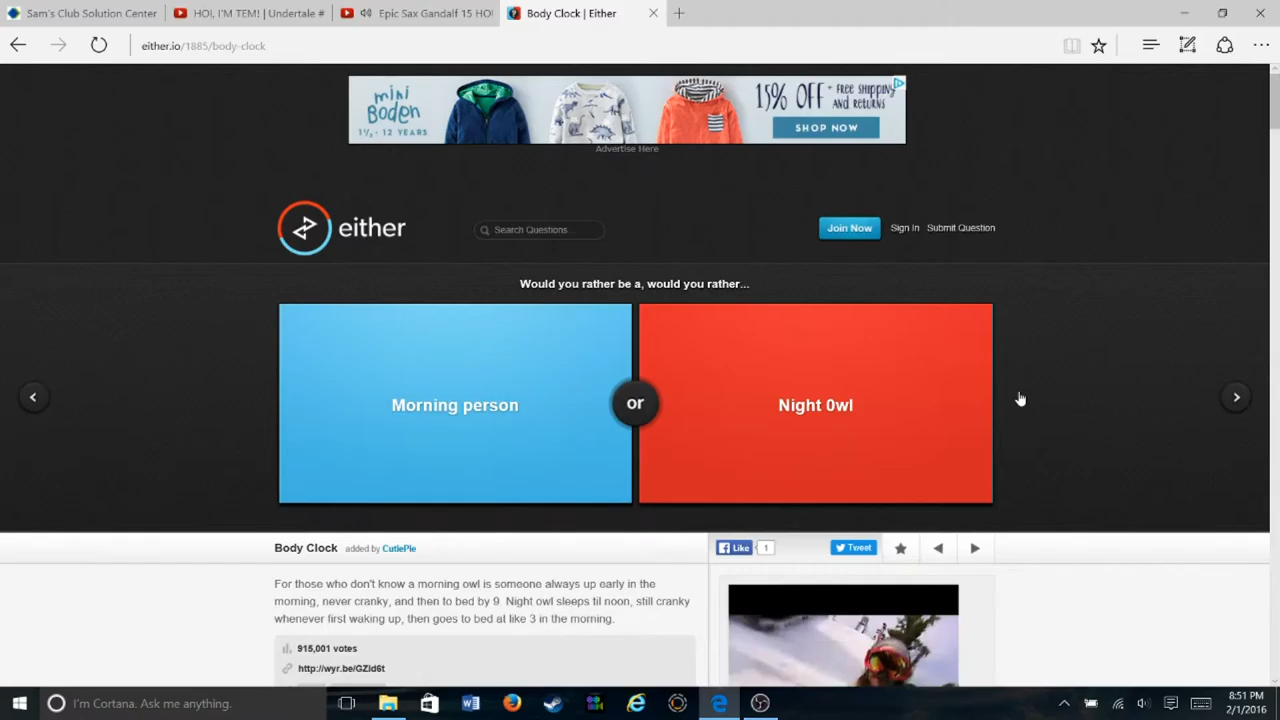 Sam's Club Solution Center
HOI, I'M TEM! | Undertale #
Epic Sax Gandalf 15 HO
Body Clock | Either
either.io/1885/body-clock
mini
Boden
1½ - 12 YEARS
15% OFF + FREE SHIPPING
AND RETURNS
SHOP NOW
Advertise Here
either
Search Questions...
Join Now
Sign In
Submit Question
Would you rather be a, would you rather...
Morning person
or
Night 0wl
Body Clock added by CutiePie
Like 1
Tweet
For those who don't know a morning owl is someone always up early in the
morning, never cranky, and then to bed by 9 Night owl sleeps til noon, still cranky
whenever first waking up, then goes to bed at like 3 in the morning.
915,001 votes
http://wyr.be/GZId6t
I'm Cortana. Ask me anything.
8:51 PM
2/1/2016